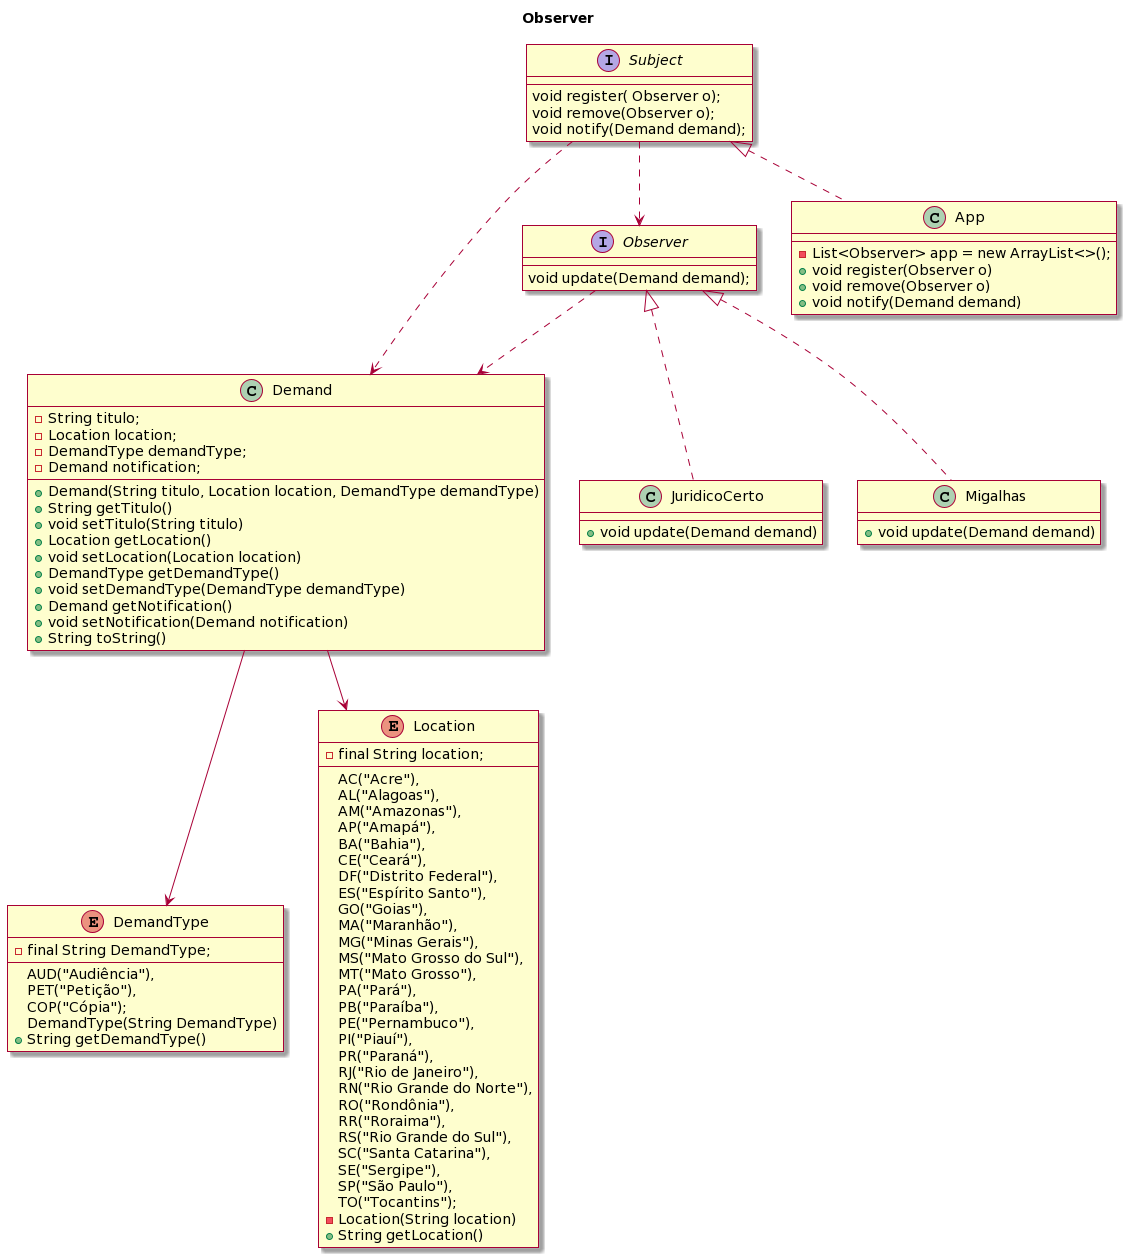 Observer
I Subject
void register( Observer o);
void remove(Observer o);
void notify(Demand demand);
I Observer
void update(Demand demand);
C App
List<Observer> app = new ArrayList<>();
void register(Observer o)
void remove(Observer o)
void notify(Demand demand)
C Demand
String titulo;
Location location;
DemandType demandType;
Demand notification;
Demand(String titulo, Location location, DemandType demandType)
String getTitulo()
void setTitulo(String titulo)
Location getLocation()
void setLocation(Location location)
DemandType getDemandType()
void setDemandType(DemandType demandType)
Demand getNotification()
void setNotification(Demand notification)
String toString()
C JuridicoCerto
void update(Demand demand)
C Migalhas
void update(Demand demand)
E DemandType
final String DemandType;
AUD("Audiência"),
PET("Petição"),
COP("Cópia");
DemandType(String DemandType)
String getDemandType()
E Location
final String location;
AC("Acre"),
AL("Alagoas"),
AM("Amazonas"),
AP("Amapá"),
BA("Bahia"),
CE("Ceará"),
DF("Distrito Federal"),
ES("Espírito Santo"),
GO("Goias"),
MA("Maranhão"),
MG("Minas Gerais"),
MS("Mato Grosso do Sul"),
MT("Mato Grosso"),
PA("Pará"),
PB("Paraíba"),
PE("Pernambuco"),
PI("Piauí"),
PR("Paraná"),
RJ("Rio de Janeiro"),
RN("Rio Grande do Norte"),
RO("Rondônia"),
RR("Roraima"),
RS("Rio Grande do Sul"),
SC("Santa Catarina"),
SE("Sergipe"),
SP("São Paulo"),
TO("Tocantins");
Location(String location)
String getLocation()